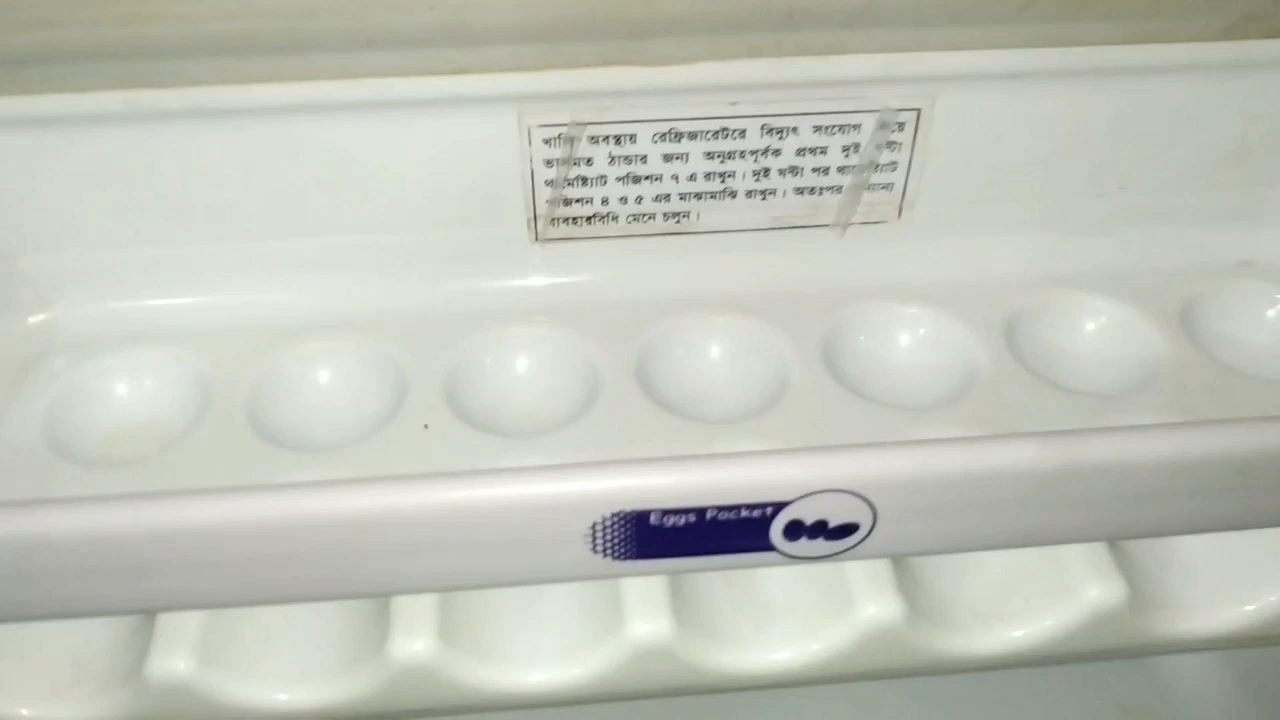 খালি অবস্থায় রেফ্রিজারেটরে বিদ্যুৎ সংযোগ
ঠান্ডার জন্য অনুগ্রহপূর্বক প্রথম দুই ঘন্টা
পজিশন ৭ এ রাখুন। দুই ঘন্টা পর
পজিশন ৪ ও ৫ এর মাঝামাঝি রাখুন। অতঃপর
ব্যবহারবিধি মেনে চলুন।
Eggs Pocket